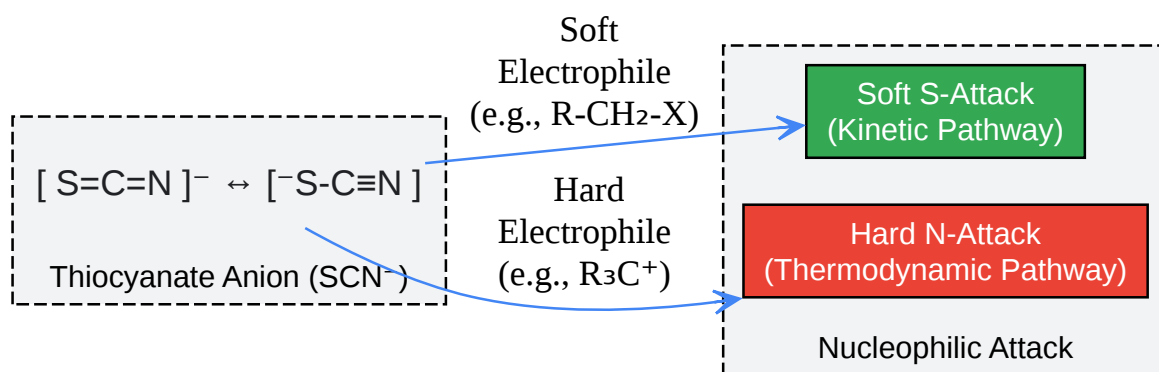 Soft
Electrophile
(e.g., R-CH₂-X)
Soft S-Attack
(Kinetic Pathway)
[ S=C=N ]⁻ ↔ [⁻S-C≡N ]
Thiocyanate Anion (SCN⁻)
Hard
Electrophile
(e.g., R₃C⁺)
Hard N-Attack
(Thermodynamic Pathway)
Nucleophilic Attack